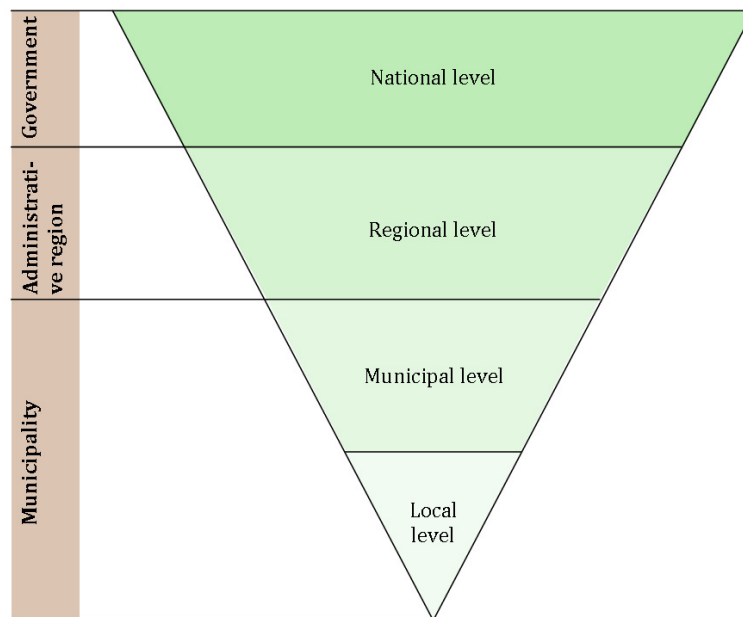 Government
National level
Administrati-
ve region
Regional level
Municipality
Municipal level
Local
level